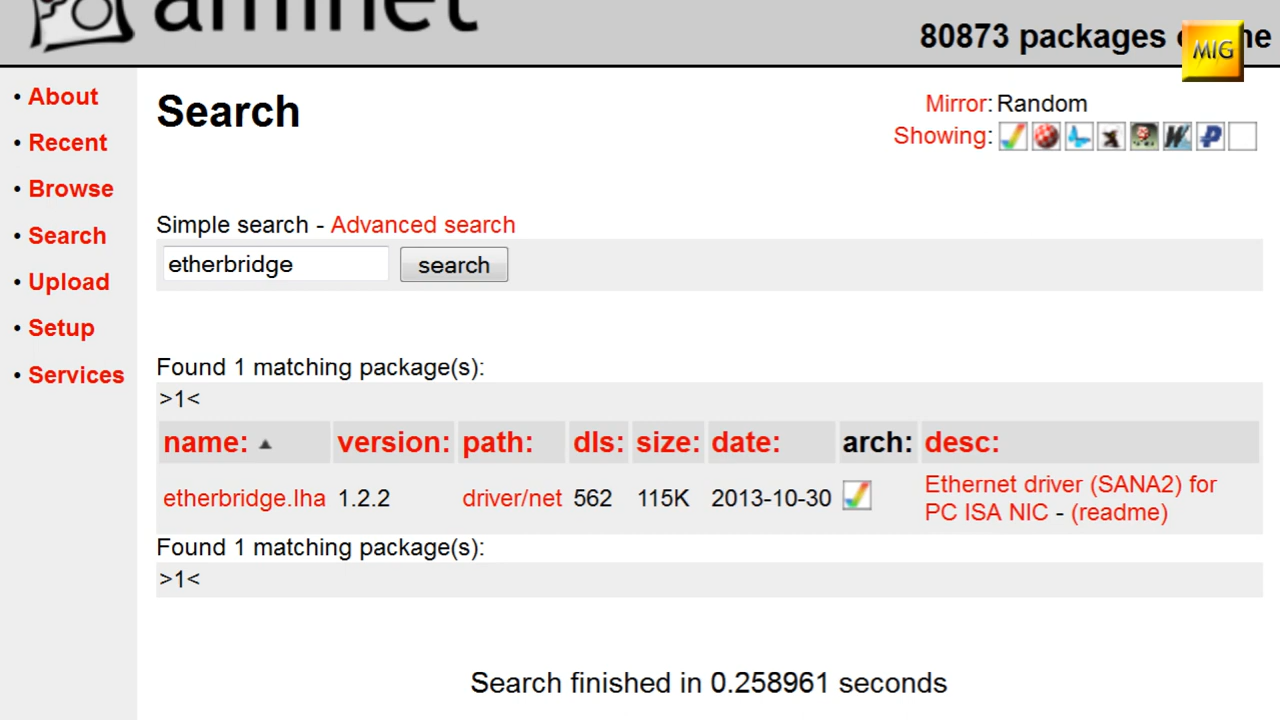 aminet
80873 packages
MIG
• About
• Recent
• Browse
• Search
• Upload
• Setup
• Services
Search
Mirror: Random
Showing:
Simple search - Advanced search
etherbridge search
Found 1 matching package(s):
>1<
name: version: path: dls: size: date: arch: desc:
etherbridge.lha 1.2.2 driver/net 562 115K 2013-10-30 Ethernet driver (SANA2) for
PC ISA NIC - (readme)
Found 1 matching package(s):
>1<
Search finished in 0.258961 seconds